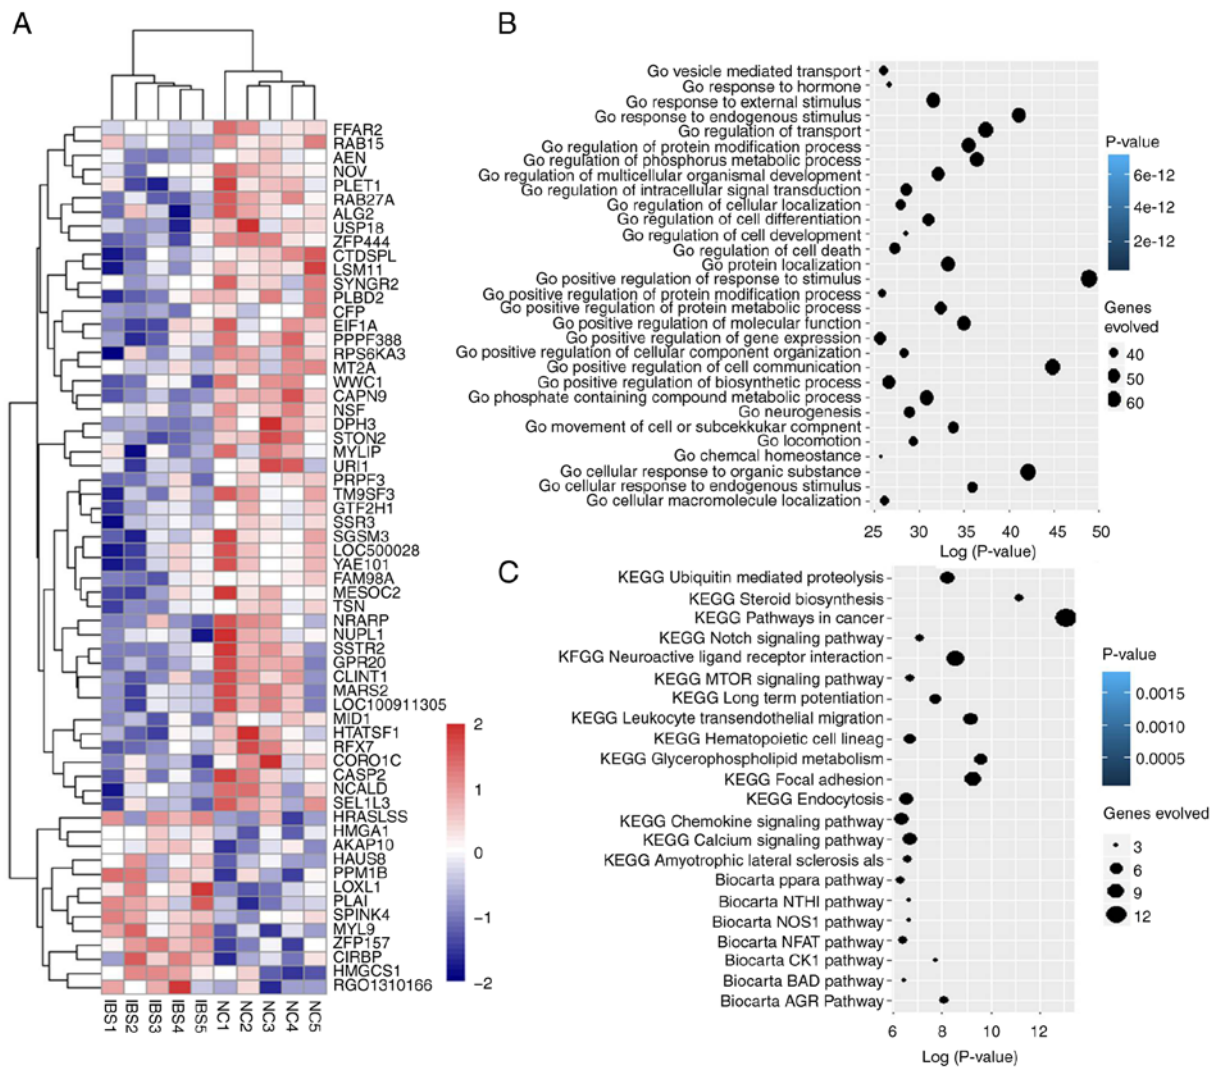 A
FFAR2
RAB15
AEN
NOV
PLET1
RAB27A
ALG2
USP18
ZFP444
CTDSPL
LSM11
SYNGR2
PLBD2
CFP
EIF1A
PPPF388
RPS6KA3
MT2A
WWC1
CAPN9
NSF
DPH3
STON2
MYLIP
URI1
PRPF3
TM9SF3
GTF2H1
SSR3
SGSM3
LOC500028
YAE101
FAM98A
MESOC2
TSN
NRARP
NUPL1
SSTR2
GPR20
CLINT1
MARS2
LOC100911305
MID1
HTATSF1
RFX7
CORO1C
CASP2
NCALD
SEL1L3
HRASLSS
HMGA1
AKAP10
HAUS8
PPM1B
LOXL1
PLAI
SPINK4
MYL9
ZFP157
CIRBP
HMGCS1
RGO1310166
IBS1 IBS2 IBS3 IBS4 IBS5 NC1 NC2 NC3 NC4 NC5
2
1
0
−1
−2
B
Go vesicle mediated transport
Go response to hormone
Go response to external stimulus
Go response to endogenous stimulus
Go regulation of transport
Go regulation of protein modification process
Go regulation of phosphorus metabolic process
Go regulation of multicellular organismal development
Go regulation of intracellular signal transduction
Go regulation of cellular localization
Go regulation of cell differentiation
Go regulation of cell development
Go regulation of cell death
Go protein localization
Go positive regulation of response to stimulus
Go positive regulation of protein modification process
Go positive regulation of protein metabolic process
Go positive regulation of molecular function
Go positive regulation of gene expression
Go positive regulation of cellular component organization
Go positive regulation of cell communication
Go positive regulation of biosynthetic process
Go phosphate containing compound metabolic process
Go neurogenesis
Go movement of cell or subcekkukar compnent
Go locomotion
Go chemcal homeostance
Go cellular response to organic substance
Go cellular response to endogenous stimulus
Go cellular macromolecule localization
25 30 35 40 45 50
Log (P-value)
P-value
6e-12
4e-12
2e-12
Genes
evolved
40
50
60
C
KEGG Ubiquitin mediated proteolysis
KEGG Steroid biosynthesis
KEGG Pathways in cancer
KEGG Notch signaling pathway
KFGG Neuroactive ligand receptor interaction
KEGG MTOR signaling pathway
KEGG Long term potentiation
KEGG Leukocyte transendothelial migration
KEGG Hematopoietic cell lineag
KEGG Glycerophospholipid metabolism
KEGG Focal adhesion
KEGG Endocytosis
KEGG Chemokine signaling pathway
KEGG Calcium signaling pathway
KEGG Amyotrophic lateral sclerosis als
Biocarta ppara pathway
Biocarta NTHI pathway
Biocarta NOS1 pathway
Biocarta NFAT pathway
Biocarta CK1 pathway
Biocarta BAD pathway
Biocarta AGR Pathway
6 8 10 12
Log (P-value)
P-value
0.0015
0.0010
0.0005
Genes evolved
3
6
9
12